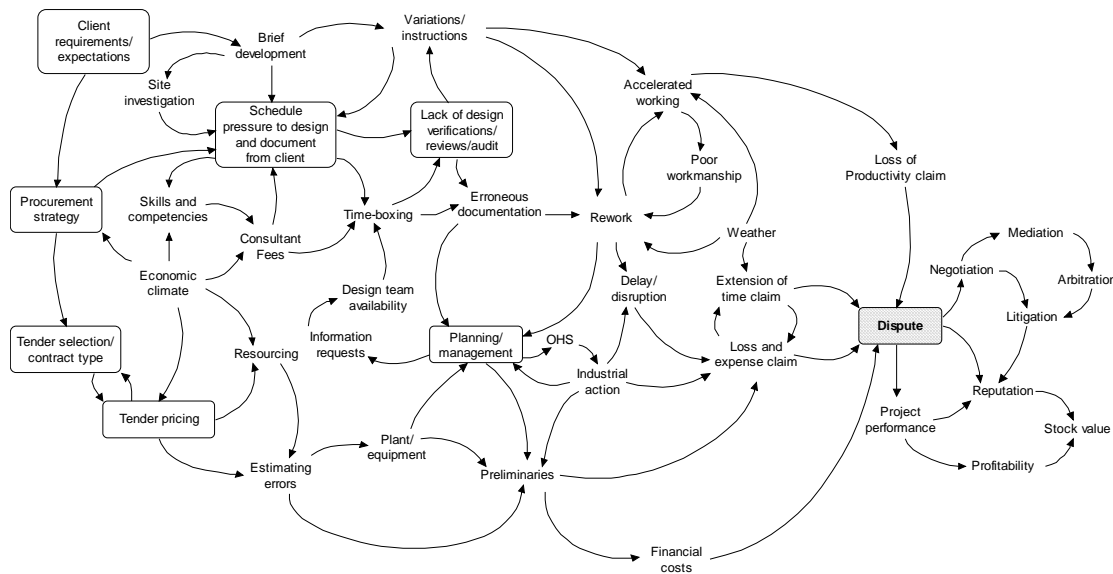 Client
requirements/
expectations
Brief
development
Variations/
instructions
Site
investigation
Schedule
pressure to design
and document
from client
Lack of design
verifications/
reviews/audit
Accelerated
working
Poor
workmanship
Loss of
Productivity claim
Procurement
strategy
Skills and
competencies
Consultant
Fees
Time-boxing
Erroneous
documentation
Rework
Weather
Mediation
Negotiation
Arbitration
Litigation
Economic
climate
Design team
availability
Delay/
disruption
Extension of
time claim
Dispute
Tender selection/
contract type
Resourcing
Information
requests
Planning/
management
OHS
Industrial
action
Loss and
expense claim
Reputation
Tender pricing
Project
performance
Stock value
Estimating
errors
Plant/
equipment
Preliminaries
Profitability
Financial
costs